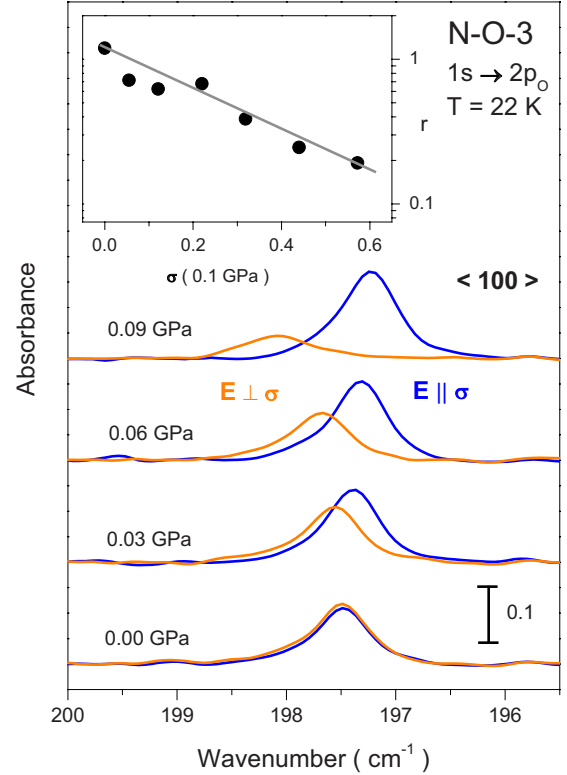 N-O-3
1s → 2p_O
T = 22 K
1
r
0.1
0.0 0.2 0.4 0.6
σ ( 0.1 GPa )
< 100 >
0.09 GPa
E ⊥ σ E || σ
0.06 GPa
0.03 GPa
0.1
0.00 GPa
Absorbance
200 199 198 197 196
Wavenumber ( cm⁻¹ )